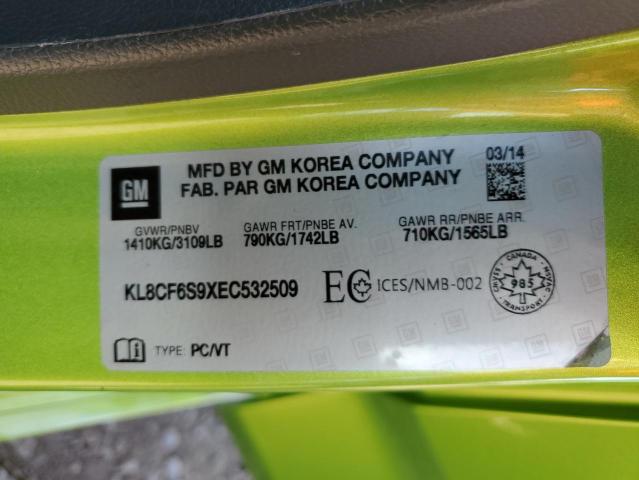 GM
MFD BY GM KOREA COMPANY
FAB. PAR GM KOREA COMPANY
03/14
GVWR/PNBV
1410KG/3109LB
GAWR FRT/PNBE AV.
790KG/1742LB
GAWR RR/PNBE ARR.
710KG/1565LB
KL8CF6S9XEC532509
EC ICES/NMB-002
CANADA
CMVSS
985
NSVAC
TRANSPORT
i
TYPE: PC/VT